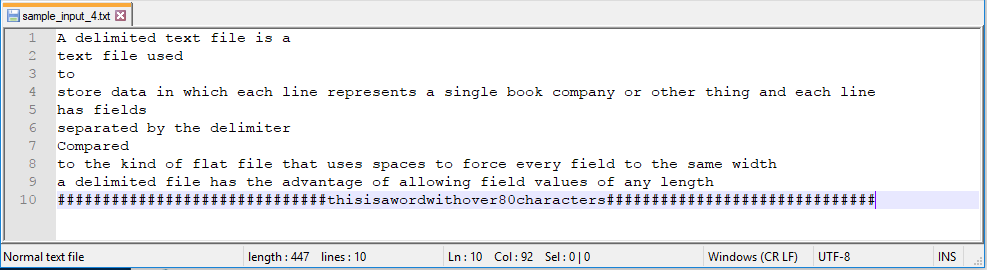 sample_input_4.txt
1 A delimited text file is a
2 text file used
3 to
4 store data in which each line represents a single book company or other thing and each line
5 has fields
6 separated by the delimiter
7 Compared
8 to the kind of flat file that uses spaces to force every field to the same width
9 a delimited file has the advantage of allowing field values of any length
10 ##############################thisisawordwithover80characters##############################
Normal text file length : 447 lines : 10 Ln : 10 Col : 92 Sel : 0 | 0 Windows (CR LF) UTF-8 INS